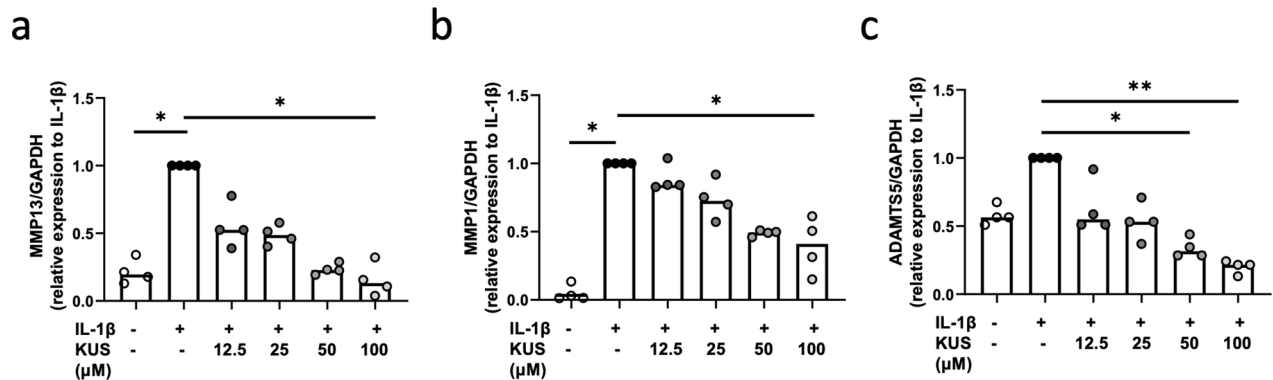 a
MMP13/GAPDH
(relative expression to IL-1β)
1.5
1.0
0.5
0.0
*
*
IL-1β - + + + + +
KUS - - 12.5 25 50 100
(μM)
b
MMP1/GAPDH
(relative expression to IL-1β)
1.5
1.0
0.5
0.0
*
*
IL-1β - + + + + +
KUS - - 12.5 25 50 100
(μM)
c
ADAMTS5/GAPDH
(relative expression to IL-1β)
1.5
1.0
0.5
0.0
**
*
IL-1β - + + + + +
KUS - - 12.5 25 50 100
(μM)